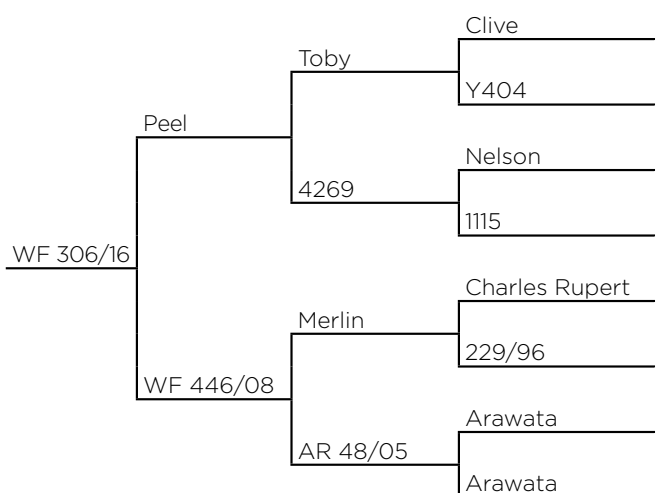 Clive
Toby
Y404
Peel
Nelson
4269
1115
WF 306/16
Charles Rupert
Merlin
229/96
WF 446/08
Arawata
AR 48/05
Arawata